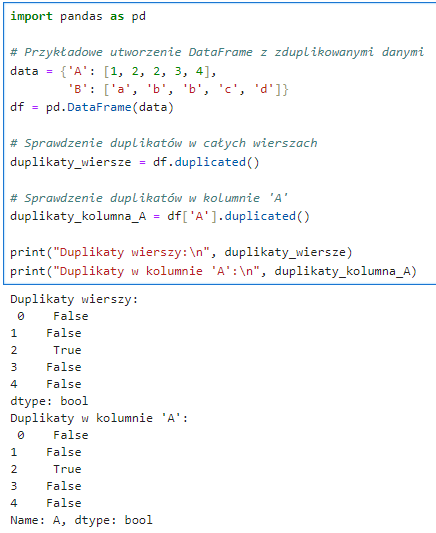 import pandas as pd
# Przykładowe utworzenie DataFrame z zduplikowanymi danymi
data = {'A': [1, 2, 2, 3, 4],
        'B': ['a', 'b', 'b', 'c', 'd']}
df = pd.DataFrame(data)
# Sprawdzenie duplikatów w całych wierszach
duplikaty_wiersze = df.duplicated()
# Sprawdzenie duplikatów w kolumnie 'A'
duplikaty_kolumna_A = df['A'].duplicated()
print("Duplikaty wierszy:\n", duplikaty_wiersze)
print("Duplikaty w kolumnie 'A':\n", duplikaty_kolumna_A)
Duplikaty wierszy:
 0    False
1    False
2     True
3    False
4    False
dtype: bool
Duplikaty w kolumnie 'A':
 0    False
1    False
2     True
3    False
4    False
Name: A, dtype: bool